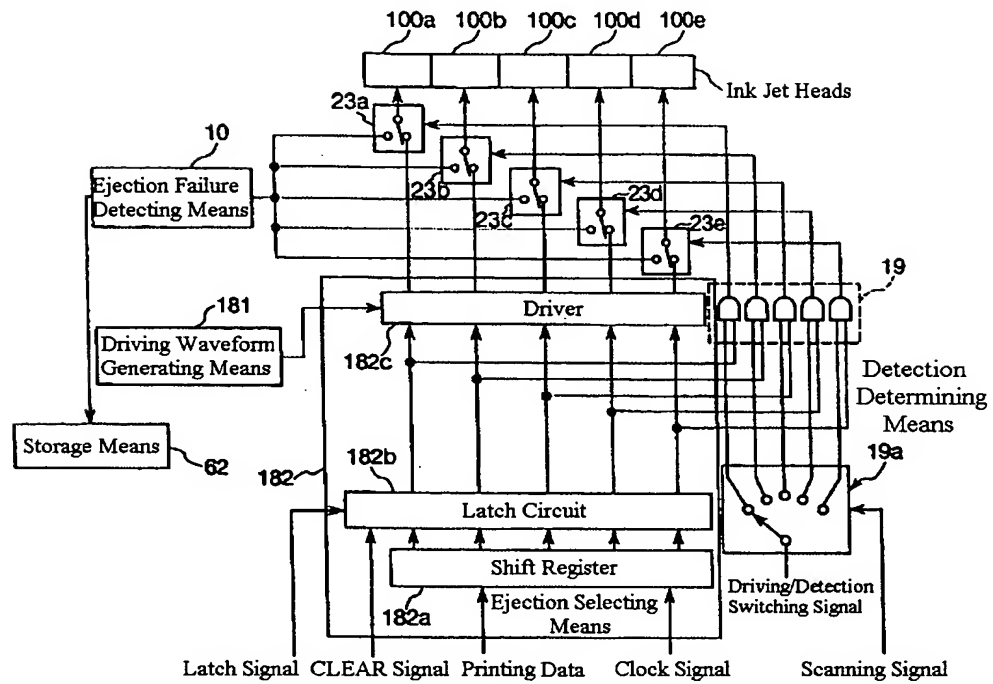 100a 100b 100c 100d 100e
Ink Jet Heads
23a
10
Ejection Failure
Detecting Means
23b
23c
23d
23e
19
181
Driver
Driving Waveform
Generating Means
182c
Detection
Determining
Means
Storage Means
62
182
182b
19a
Latch Circuit
Shift Register
182a
Ejection Selecting
Means
Driving/Detection
Switching Signal
Latch Signal CLEAR Signal Printing Data Clock Signal Scanning Signal